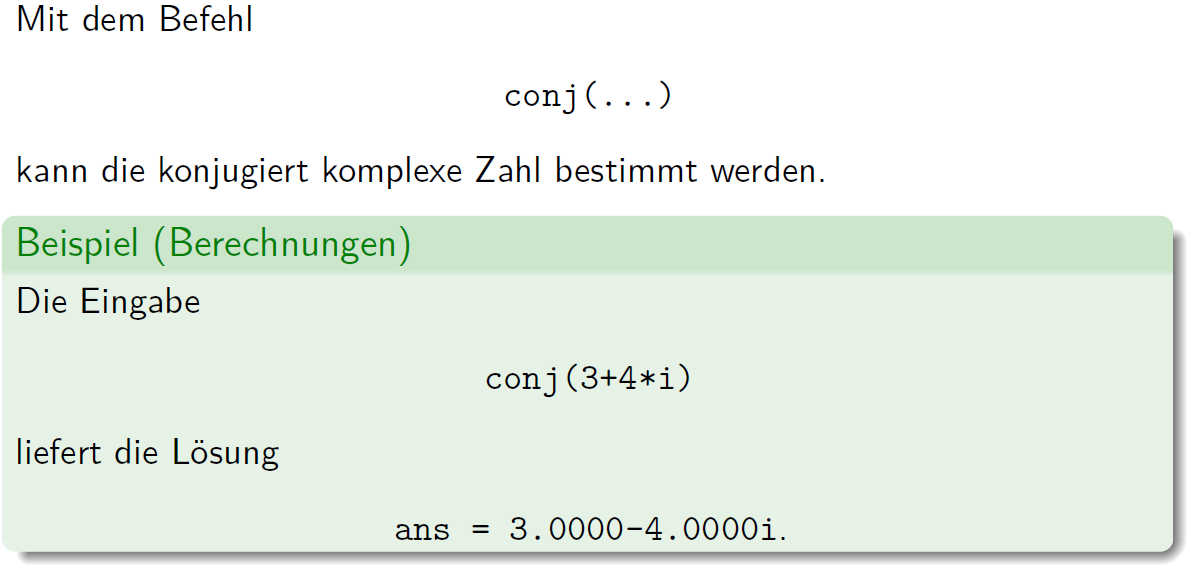 Mit dem Befehl
conj(...)
kann die konjugiert komplexe Zahl bestimmt werden.
Beispiel (Berechnungen)
Die Eingabe
conj(3+4*i)
liefert die Lösung
ans = 3.0000-4.0000i.